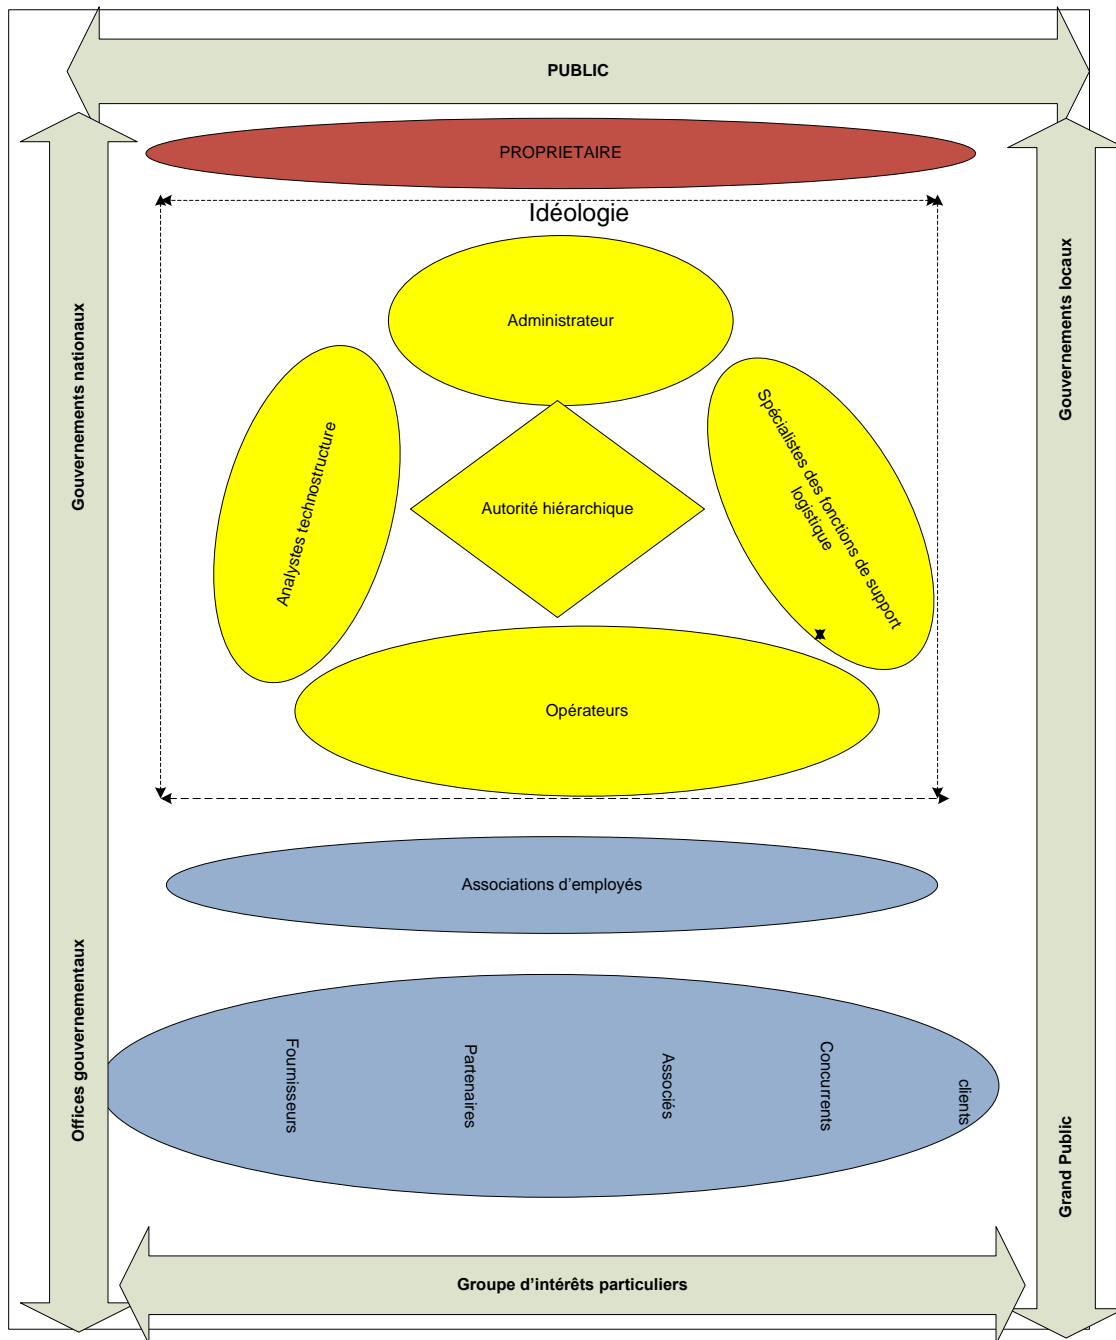 PUBLIC
PROPRIETAIRE
Idéologie
Administrateur
Gouvernements nationaux
Gouvernements locaux
Analystes technostructure
Autorité hiérarchique
Spécialistes des fonctions de support
logistique
Opérateurs
Associations d’employés
Offices gouvernementaux
Fournisseurs
Partenaires
Associés
Concurrents
clients
Grand Public
Groupe d’intérêts particuliers